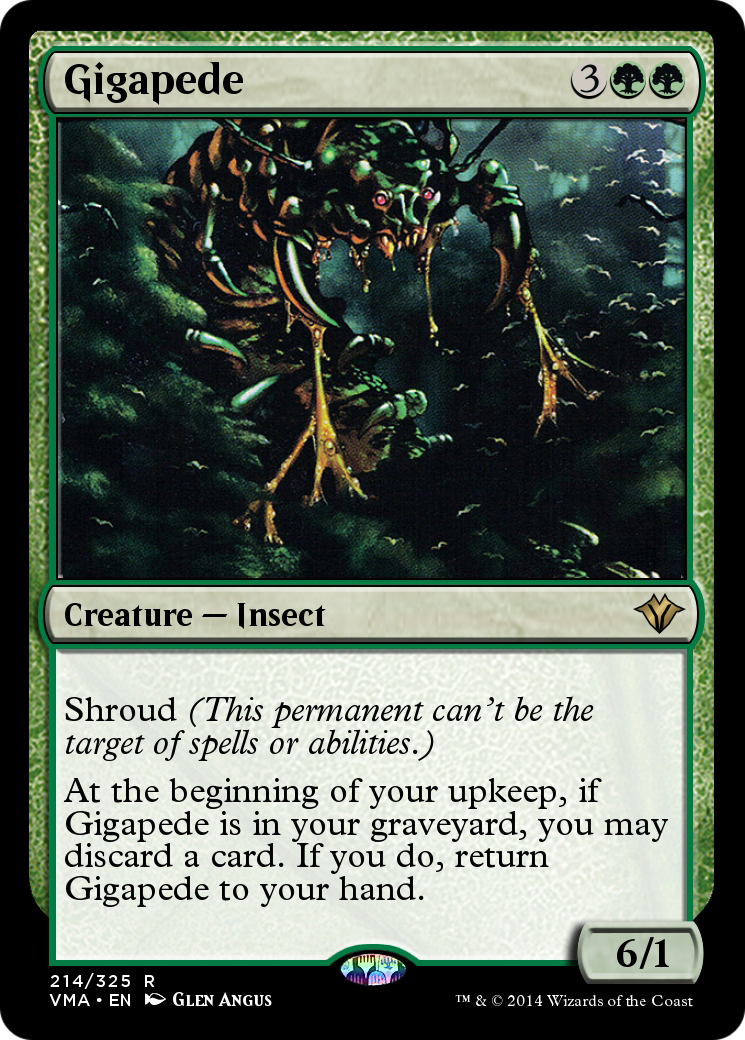 Gigapede
3
Creature — Insect
Shroud (This permanent can't be the
target of spells or abilities.)
At the beginning of your upkeep, if
Gigapede is in your graveyard, you may
discard a card. If you do, return
Gigapede to your hand.
6/1
214/325 R
VMA • EN Glen Angus
™ & © 2014 Wizards of the Coast